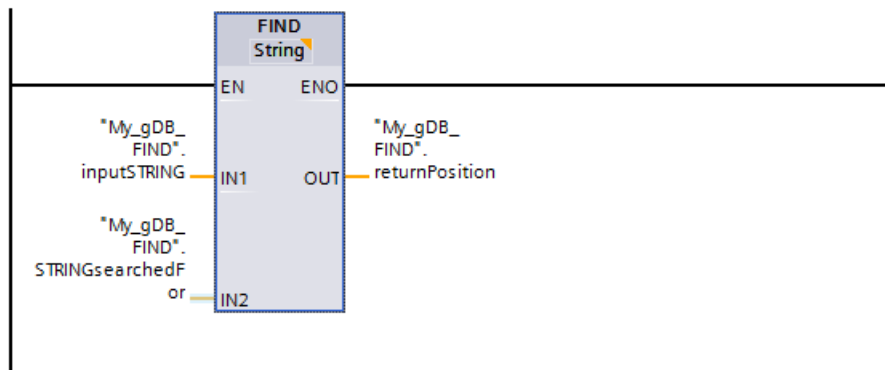 FIND
String
EN ENO
"My_gDB_
FIND".
inputSTRING
IN1
OUT
"My_gDB_
FIND".
returnPosition
"My_gDB_
FIND".
STRINGsearchedF
or
IN2